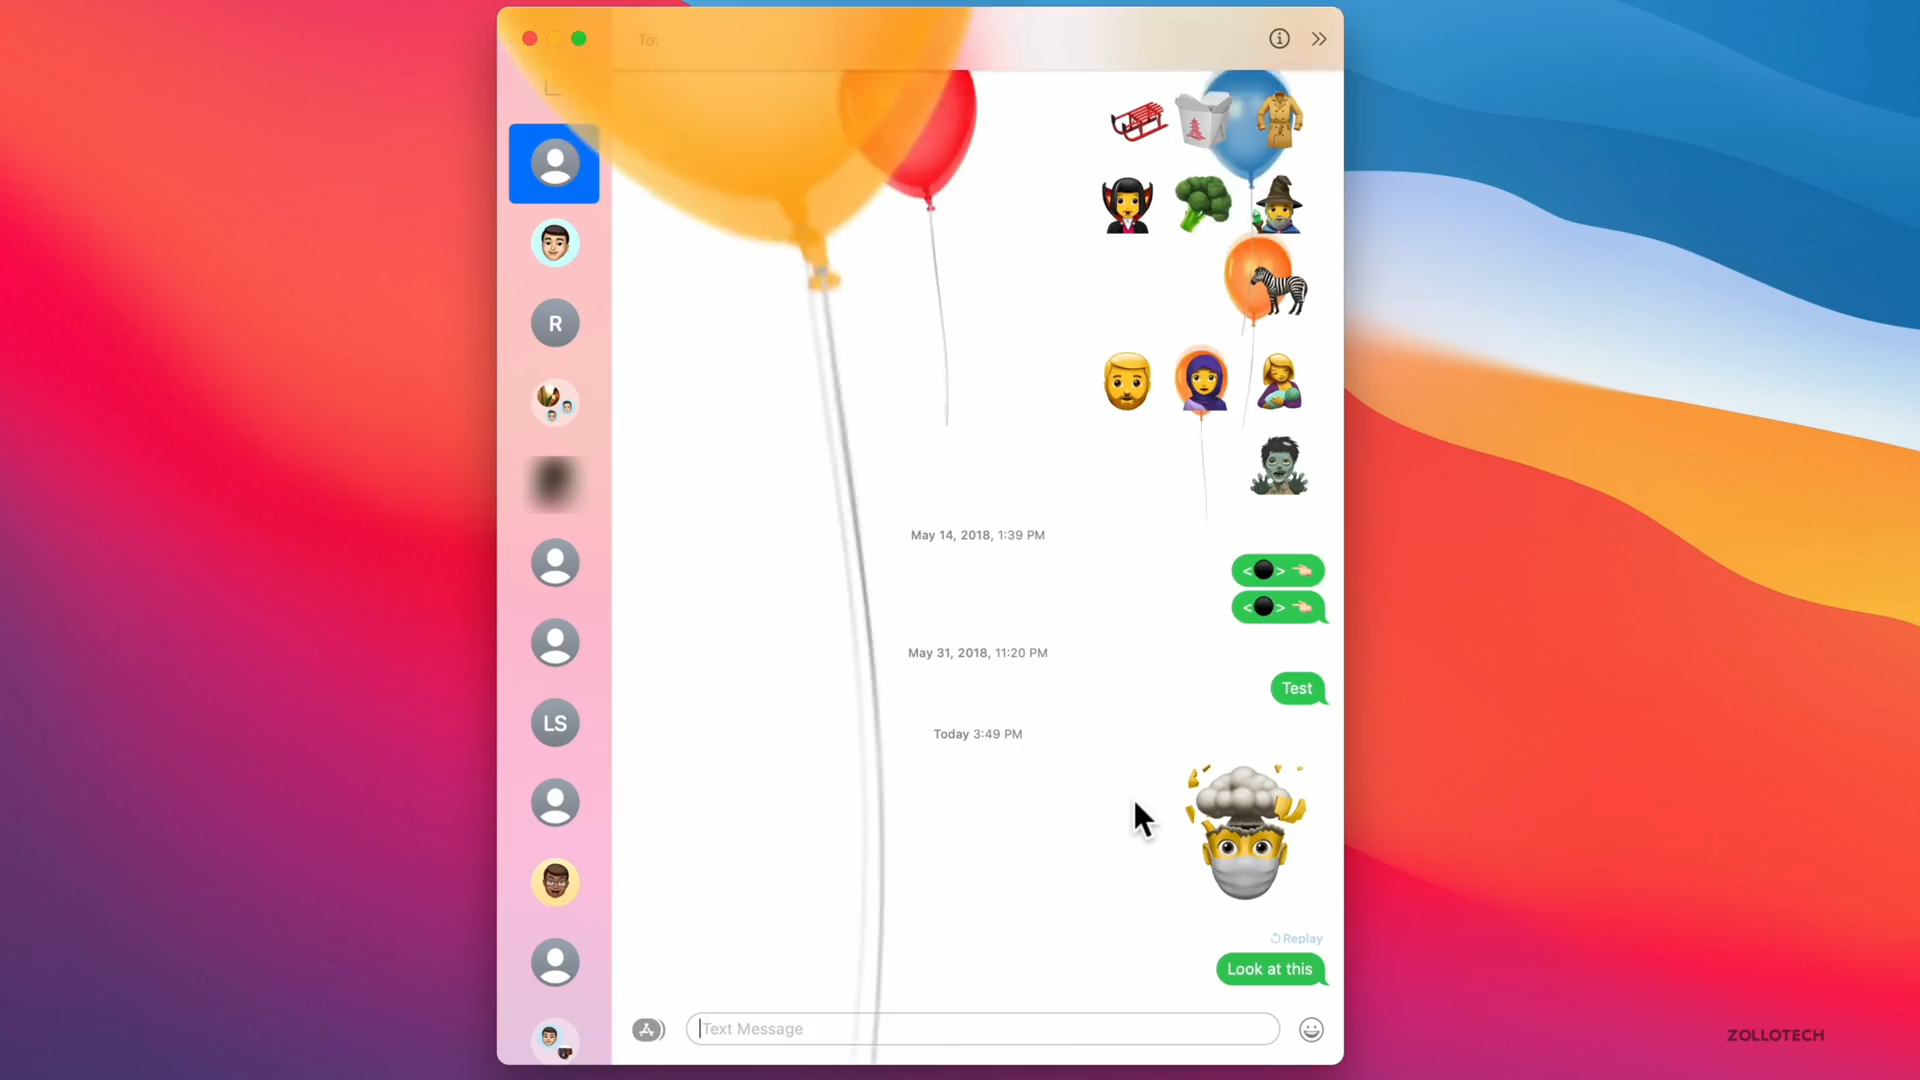 To:
R
LS
May 14, 2018, 1:39 PM
<⚫> 👈🏻
<⚫> 👈🏻
May 31, 2018, 11:20 PM
Test
Today 3:49 PM
Replay
Look at this
Text Message
ZOLLOTECH